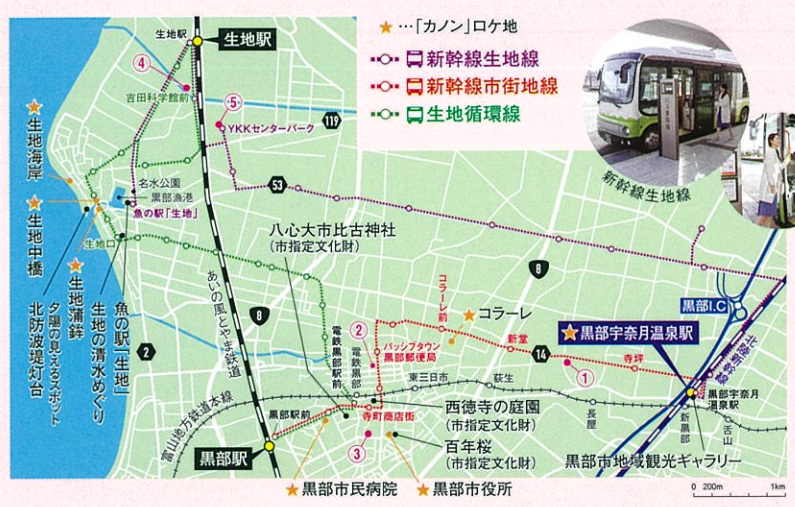 ★…「カノン」ロケ地
新幹線生地線
新幹線市街地線
生地循環線
新幹線生地線
生地駅
生地駅
④
吉田科学館前
⑤
YKKセンターパーク
119
53
★生地海岸
★生地中橋
★生地蒲鉾
名水公園
黒部漁港
魚の駅「生地」
生地口
魚の駅「生地」
生地の清水めぐり
夕陽の見えるスポット
北防波堤灯台
2
8
8
あいの風とやま鉄道
八心大市比古神社
(市指定文化財)
②
コラーレ前
★コラーレ
パッシブタウン
黒部郵便局
新堂
14
①
寺坪
黒部I.C
★黒部宇奈月温泉駅
北陸新幹線
黒部宇奈月
温泉駅
電鉄黒部駅前
電鉄黒部
東三日市
荻生
長屋
新黒部
舌山
西徳寺の庭園
(市指定文化財)
寺町商店街
黒部駅前
百年桜
(市指定文化財)
③
黒部駅
富山地方鉄道本線
黒部市地域観光ギャラリー
★黒部市民病院
★黒部市役所
0 200m 1km